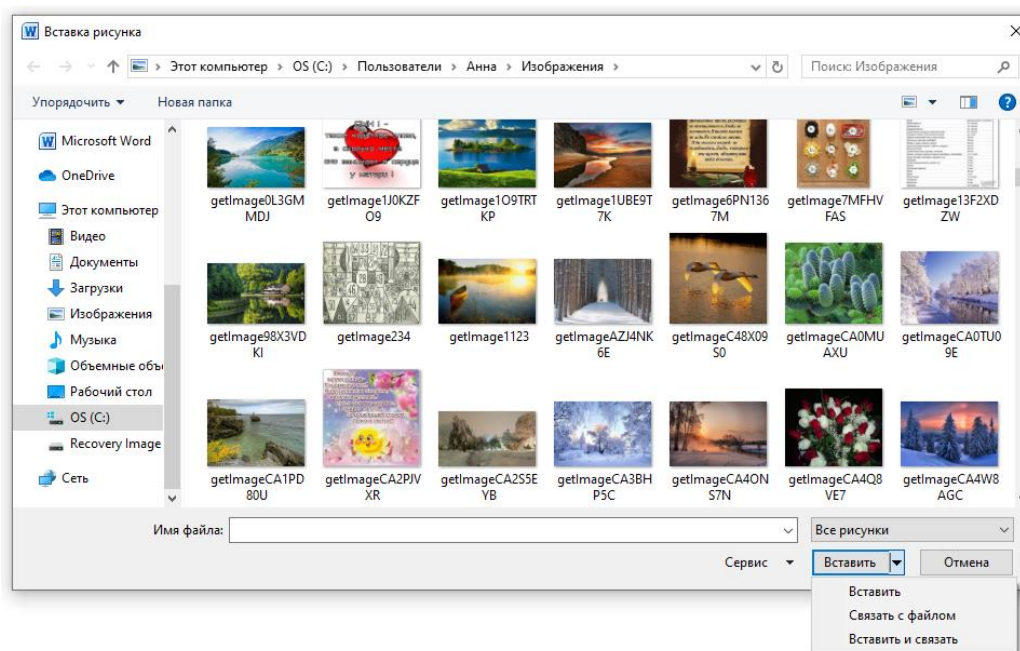 Вставка рисунка
Этот компьютер › OS (C:) › Пользователи › Анна › Изображения ›
Поиск: Изображения
Упорядочить
Новая папка
Microsoft Word
OneDrive
Этот компьютер
Видео
Документы
Загрузки
Изображения
Музыка
Объемные объ
Рабочий стол
OS (C:)
Recovery Image
Сеть
getImage0L3GM
MDJ
getImage1J0KZF
O9
getImage1O9TRT
KP
getImage1UBE9T
7K
getImage6PN136
7M
getImage7MFHV
FAS
getImage13F2XD
ZW
getImage98X3VD
KI
getImage234
getImage1123
getImageAZJ4NK
6E
getImageC48X09
S0
getImageCA0MU
AXU
getImageCA0TU0
9E
getImageCA1PD
80U
getImageCA2PJV
XR
getImageCA2S5E
YB
getImageCA3BH
P5C
getImageCA4ON
S7N
getImageCA4Q8
VE7
getImageCA4W8
AGC
Имя файла:
Все рисунки
Сервис
Вставить
Отмена
Вставить
Связать с файлом
Вставить и связать